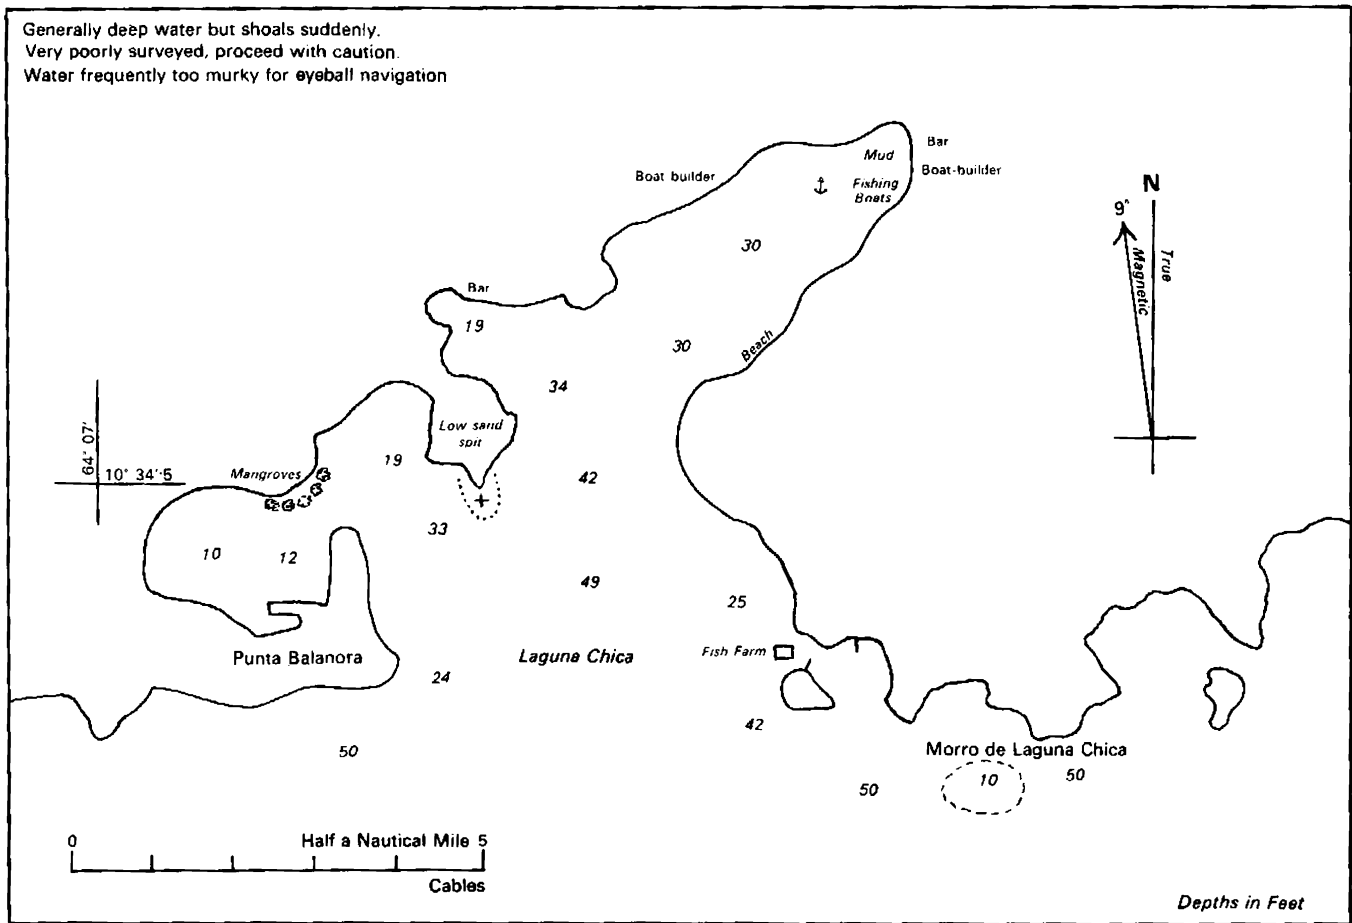 Generally deep water but shoals suddenly.
Very poorly surveyed, proceed with caution.
Water frequently too murky for eyeball navigation
Bar
Mud
Boat builder
Boat-builder
Fishing
Boats
N
9°
True
Magnetic
30
Bar
19
30
Beach
34
64° 07'
Low sand
spit
19
Mangroves
10° 34'·5
42
33
10
12
49
25
Punta Balanora
Laguna Chica
Fish Farm
24
42
50
Morro de Laguna Chica
10
50
50
0
Half a Nautical Mile 5
Cables
Depths in Feet